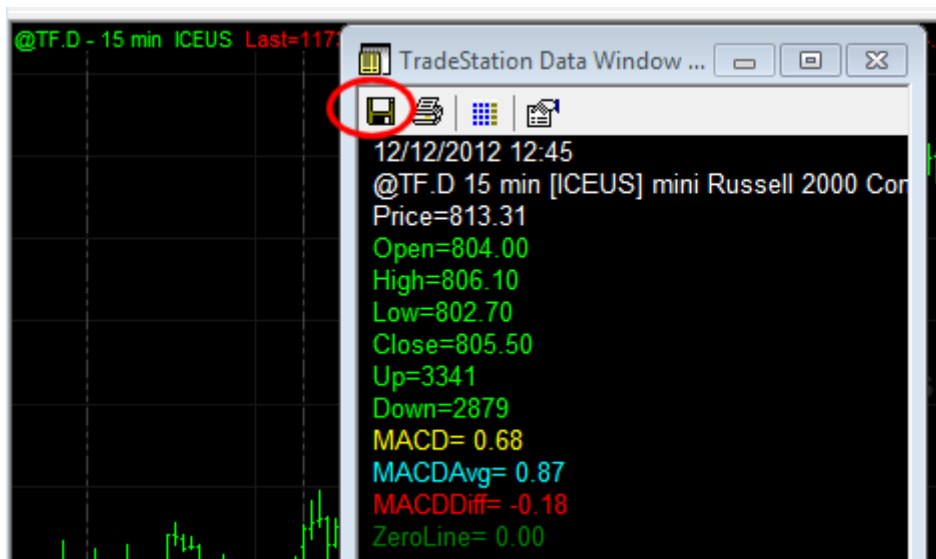 @TF.D - 15 min ICEUS Last=117
TradeStation Data Window ...
12/12/2012 12:45
@TF.D 15 min [ICEUS] mini Russell 2000 Con
Price=813.31
Open=804.00
High=806.10
Low=802.70
Close=805.50
Up=3341
Down=2879
MACD= 0.68
MACDAvg= 0.87
MACDDiff= -0.18
ZeroLine= 0.00